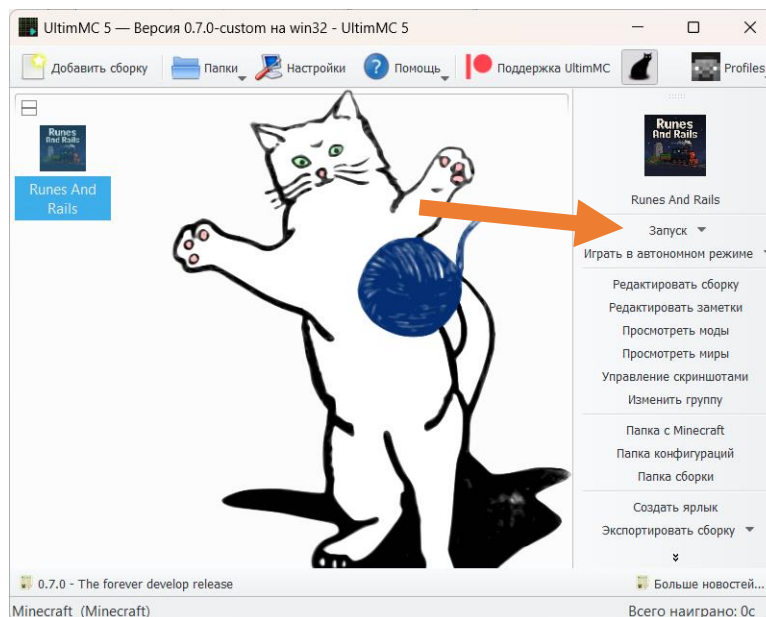 UltimMC 5 — Версия 0.7.0-custom на win32 - UltimMC 5
Добавить сборку Папки Настройки Помощь Поддержка UltimMC Profiles
Runes And Rails
Runes And
Rails
Runes And Rails
Запуск
Играть в автономном режиме
Редактировать сборку
Редактировать заметки
Просмотреть моды
Просмотреть миры
Управление скриншотами
Изменить группу
Папка с Minecraft
Папка конфигураций
Папка сборки
Создать ярлык
Экспортировать сборку
0.7.0 - The forever develop release
Больше новостей...
Minecraft (Minecraft)
Всего наиграно: 0с